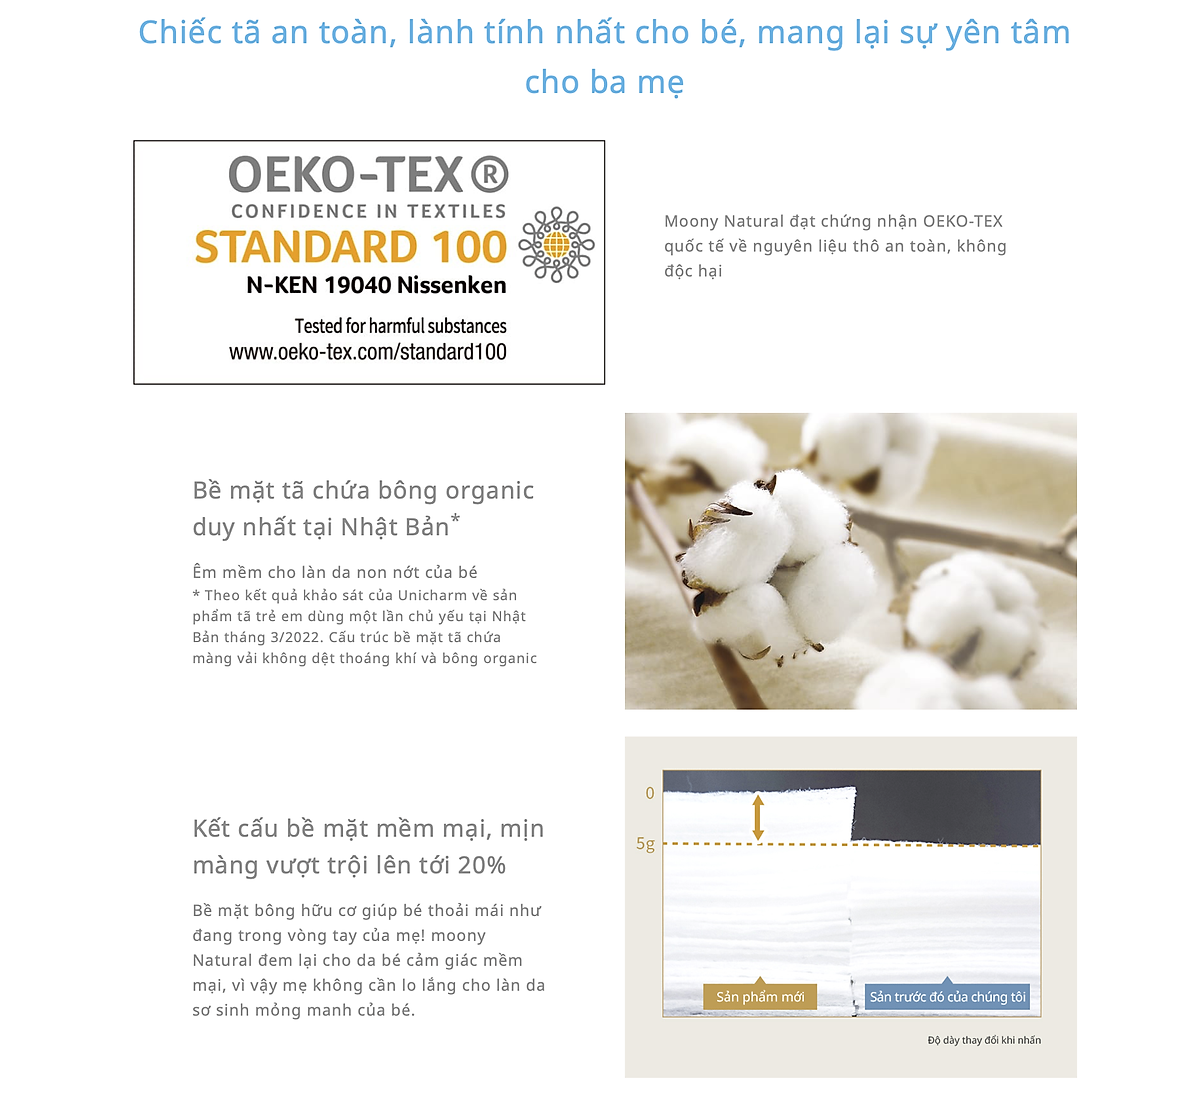 Chiếc tã an toàn, lành tính nhất cho bé, mang lại sự yên tâm
cho ba mẹ
OEKO-TEX®
CONFIDENCE IN TEXTILES
STANDARD 100
N-KEN 19040 Nissenken
Tested for harmful substances
www.oeko-tex.com/standard100
Moony Natural đạt chứng nhận OEKO-TEX
quốc tế về nguyên liệu thô an toàn, không
độc hại
Bề mặt tã chứa bông organic
duy nhất tại Nhật Bản*
Êm mềm cho làn da non nớt của bé
* Theo kết quả khảo sát của Unicharm về sản
phẩm tã trẻ em dùng một lần chủ yếu tại Nhật
Bản tháng 3/2022. Cấu trúc bề mặt tã chứa
màng vải không dệt thoáng khí và bông organic
Kết cấu bề mặt mềm mại, mịn
màng vượt trội lên tới 20%
Bề mặt bông hữu cơ giúp bé thoải mái như
đang trong vòng tay của mẹ! moony
Natural đem lại cho da bé cảm giác mềm
mại, vì vậy mẹ không cần lo lắng cho làn da
sơ sinh mỏng manh của bé.
0
5g
Sản phẩm mới
Sản trước đó của chúng tôi
Độ dày thay đổi khi nhấn